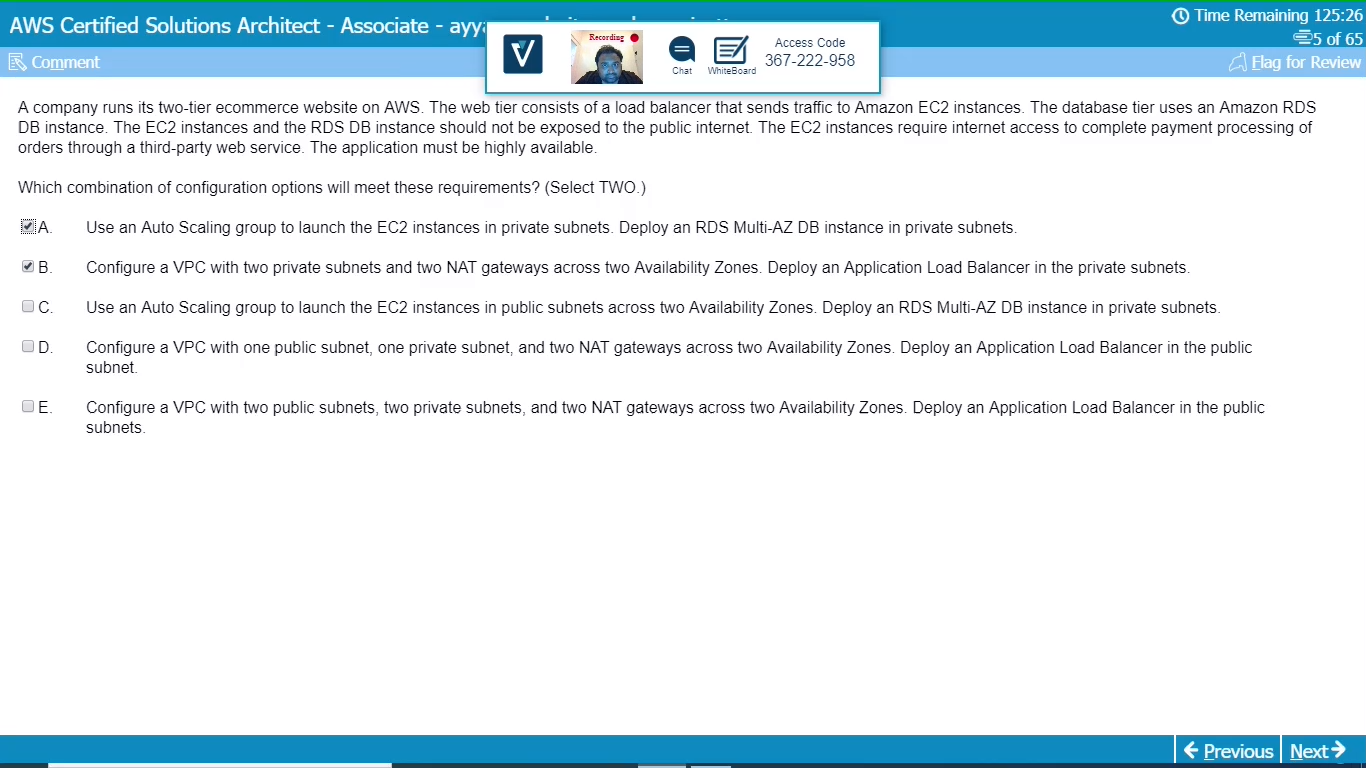 AWS Certified Solutions Architect - Associate -
Time Remaining 125:26
5 of 65
Comment
Flag for Review
Recording
V
Chat
WhiteBoard
Access Code
367-222-958
A company runs its two-tier ecommerce website on AWS. The web tier consists of a load balancer that sends traffic to Amazon EC2 instances. The database tier uses an Amazon RDS
DB instance. The EC2 instances and the RDS DB instance should not be exposed to the public internet. The EC2 instances require internet access to complete payment processing of
orders through a third-party web service. The application must be highly available.
Which combination of configuration options will meet these requirements? (Select TWO.)
A. Use an Auto Scaling group to launch the EC2 instances in private subnets. Deploy an RDS Multi-AZ DB instance in private subnets.
B. Configure a VPC with two private subnets and two NAT gateways across two Availability Zones. Deploy an Application Load Balancer in the private subnets.
C. Use an Auto Scaling group to launch the EC2 instances in public subnets across two Availability Zones. Deploy an RDS Multi-AZ DB instance in private subnets.
D. Configure a VPC with one public subnet, one private subnet, and two NAT gateways across two Availability Zones. Deploy an Application Load Balancer in the public
subnet.
E. Configure a VPC with two public subnets, two private subnets, and two NAT gateways across two Availability Zones. Deploy an Application Load Balancer in the public
subnets.
Previous
Next